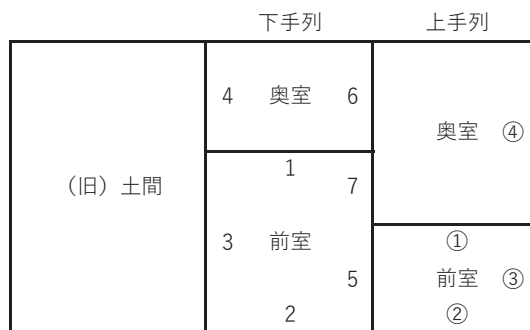 下手列 上手列
4 奥室 6
奥室 ④
1
(旧)土間 7
3 前室 ①
5 前室 ③
2 ②